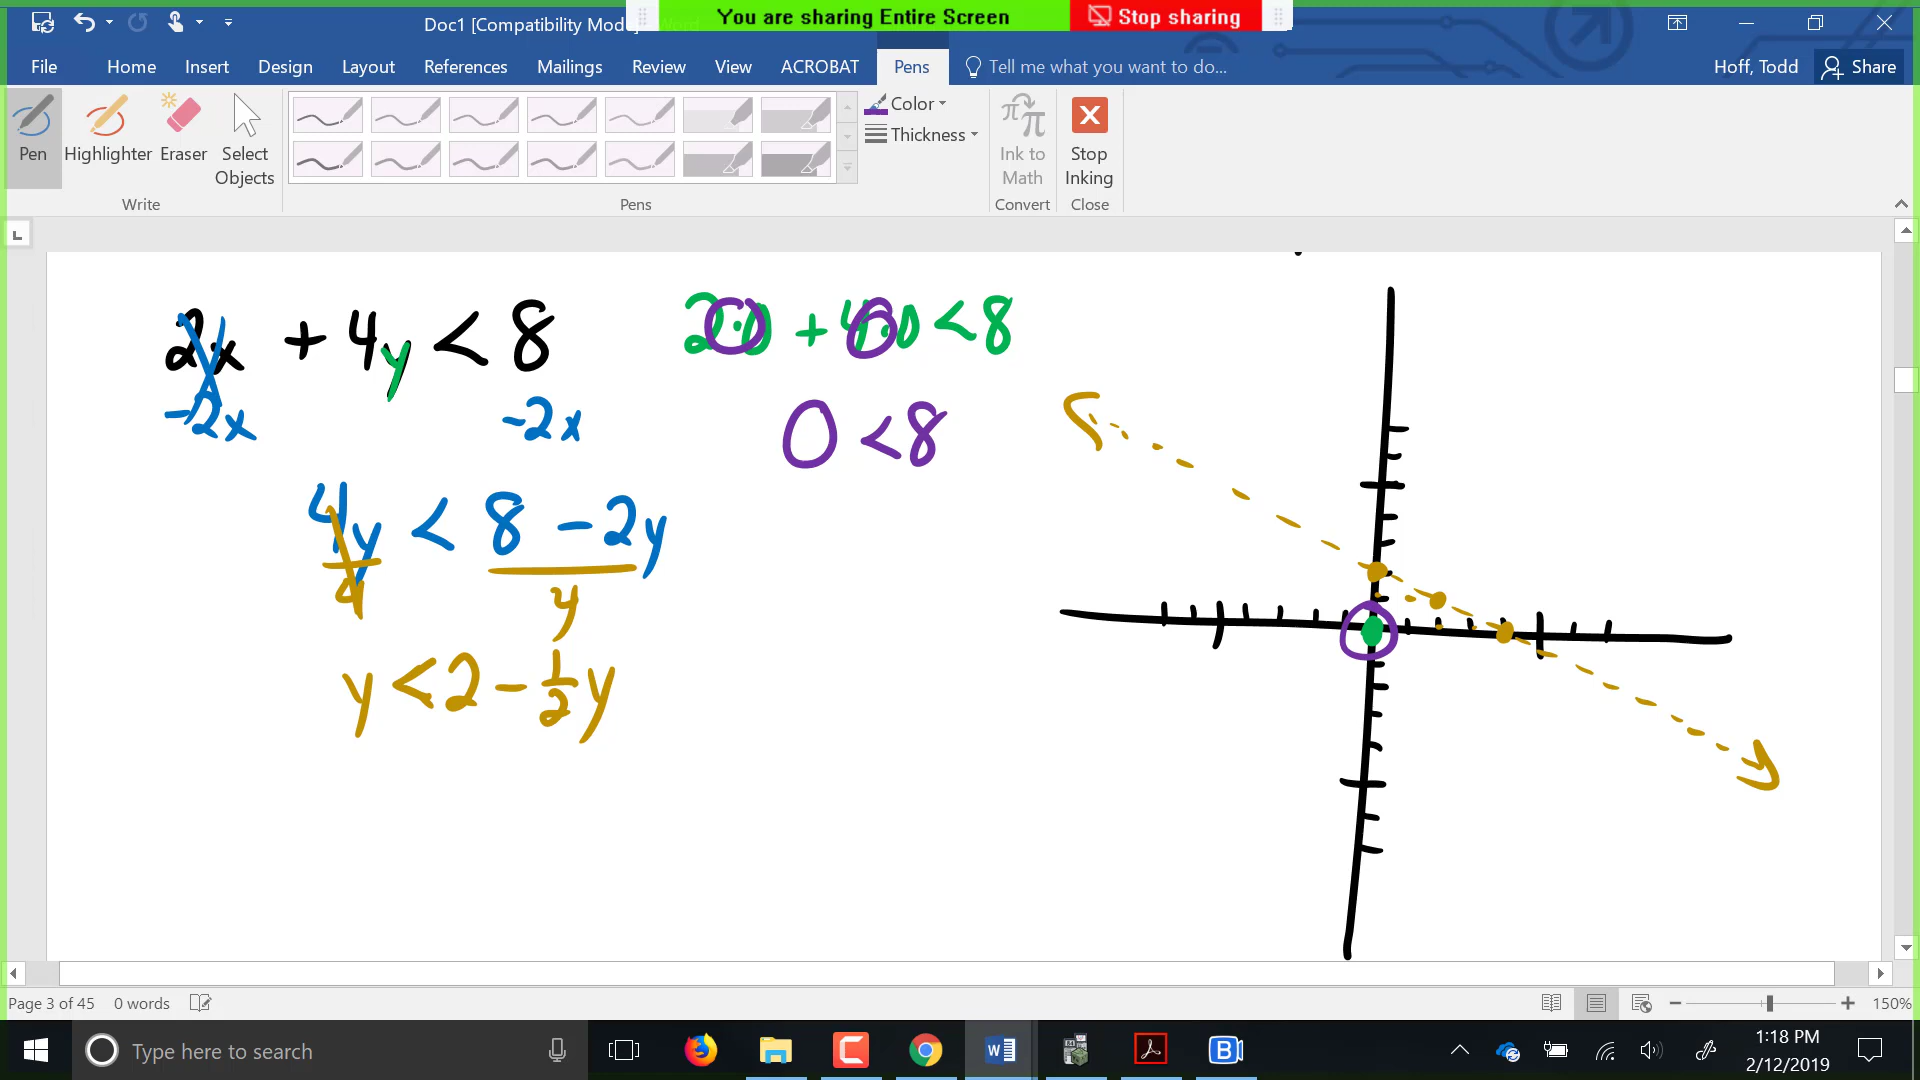 Doc1 [Compatibility Mod
You are sharing Entire Screen
Stop sharing
File Home Insert Design Layout References Mailings Review View ACROBAT Pens Tell me what you want to do... Hoff, Todd Share
Pen Highlighter Eraser Select Objects
Color
Thickness
Ink to Math
Stop Inking
Write Pens Convert Close
2x + 4y < 8
2·0 + 4·0 < 8
-2x -2x
0 < 8
4y < 8 - 2y
4 4
y < 2 - 1/2 y
Page 3 of 45 0 words 150%
Type here to search
1:18 PM
2/12/2019